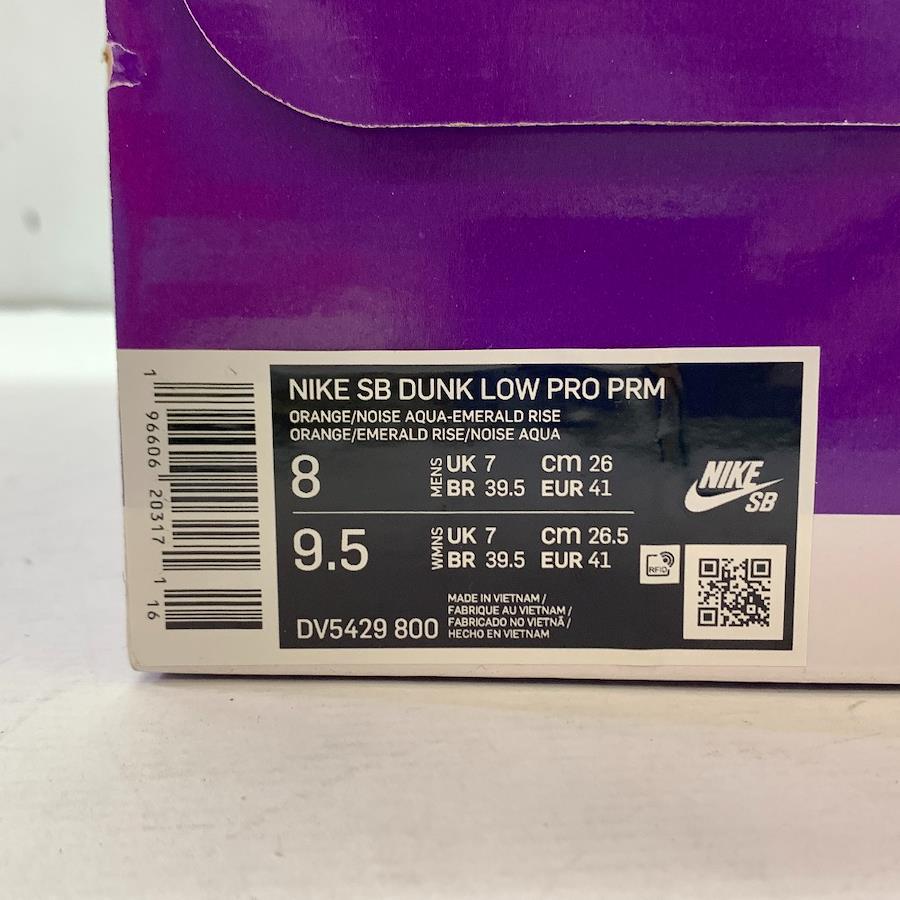 NIKE SB DUNK LOW PRO PRM
ORANGE/NOISE AQUA-EMERALD RISE
ORANGE/EMERALD RISE/NOISE AQUA
8 MENS UK 7 cm 26
BR 39.5 EUR 41
9.5 WMNS UK 7 cm 26.5
BR 39.5 EUR 41
DV5429 800
MADE IN VIETNAM /
FABRIQUE AU VIETNAM /
FABRICADO NO VIETNÃ /
HECHO EN VIETNAM
NIKE
SB
RFID
1 96606 20317 1 16